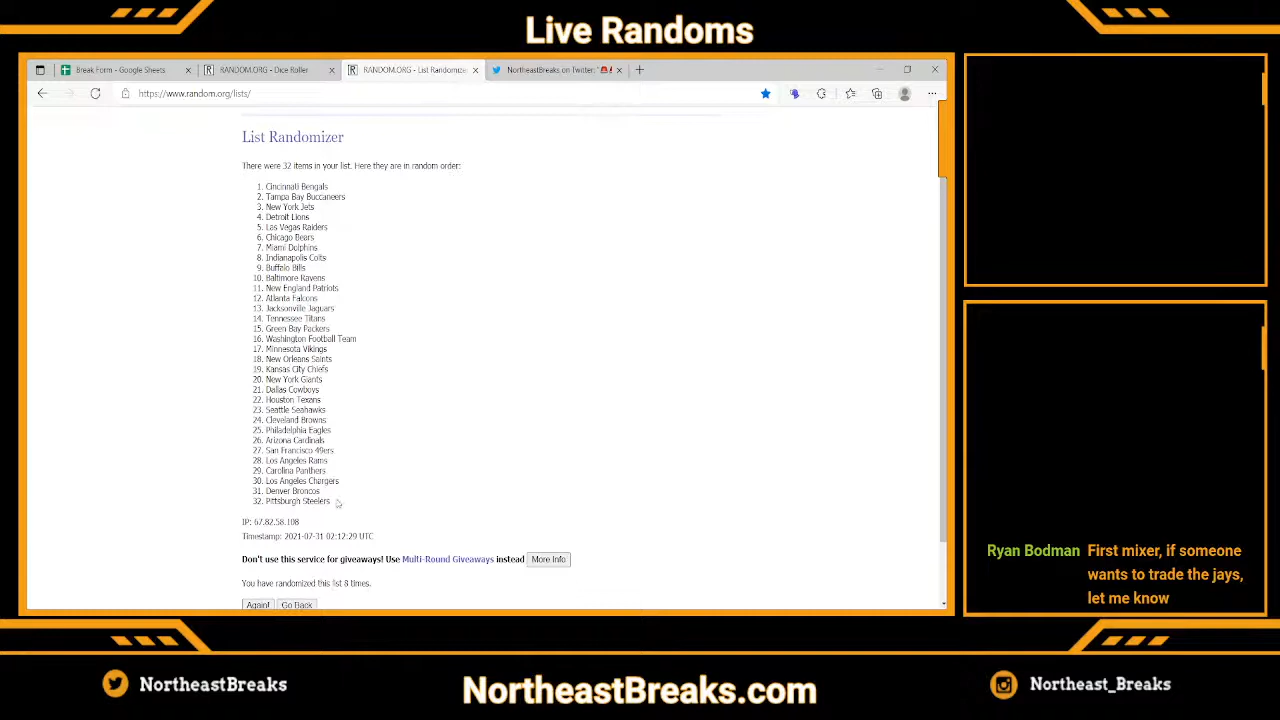 Live Randoms
Break Form - Google Sheets
RANDOM.ORG - Dice Roller
RANDOM.ORG - List Randomize
NortheastBreaks on Twitter: "
https://www.random.org/lists/
List Randomizer
There were 32 items in your list. Here they are in random order:
1. Cincinnati Bengals
2. Tampa Bay Buccaneers
3. New York Jets
4. Detroit Lions
5. Las Vegas Raiders
6. Chicago Bears
7. Miami Dolphins
8. Indianapolis Colts
9. Buffalo Bills
10. Baltimore Ravens
11. New England Patriots
12. Atlanta Falcons
13. Jacksonville Jaguars
14. Tennessee Titans
15. Green Bay Packers
16. Washington Football Team
17. Minnesota Vikings
18. New Orleans Saints
19. Kansas City Chiefs
20. New York Giants
21. Dallas Cowboys
22. Houston Texans
23. Seattle Seahawks
24. Cleveland Browns
25. Philadelphia Eagles
26. Arizona Cardinals
27. San Francisco 49ers
28. Los Angeles Rams
29. Carolina Panthers
30. Los Angeles Chargers
31. Denver Broncos
32. Pittsburgh Steelers
IP: 67.82.58.108
Timestamp: 2021-07-31 02:12:29 UTC
Don't use this service for giveaways! Use Multi-Round Giveaways instead More Info
You have randomized this list 8 times.
Again! Go Back
Ryan Bodman First mixer, if someone
wants to trade the jays,
let me know
NortheastBreaks
NortheastBreaks.com
Northeast_Breaks